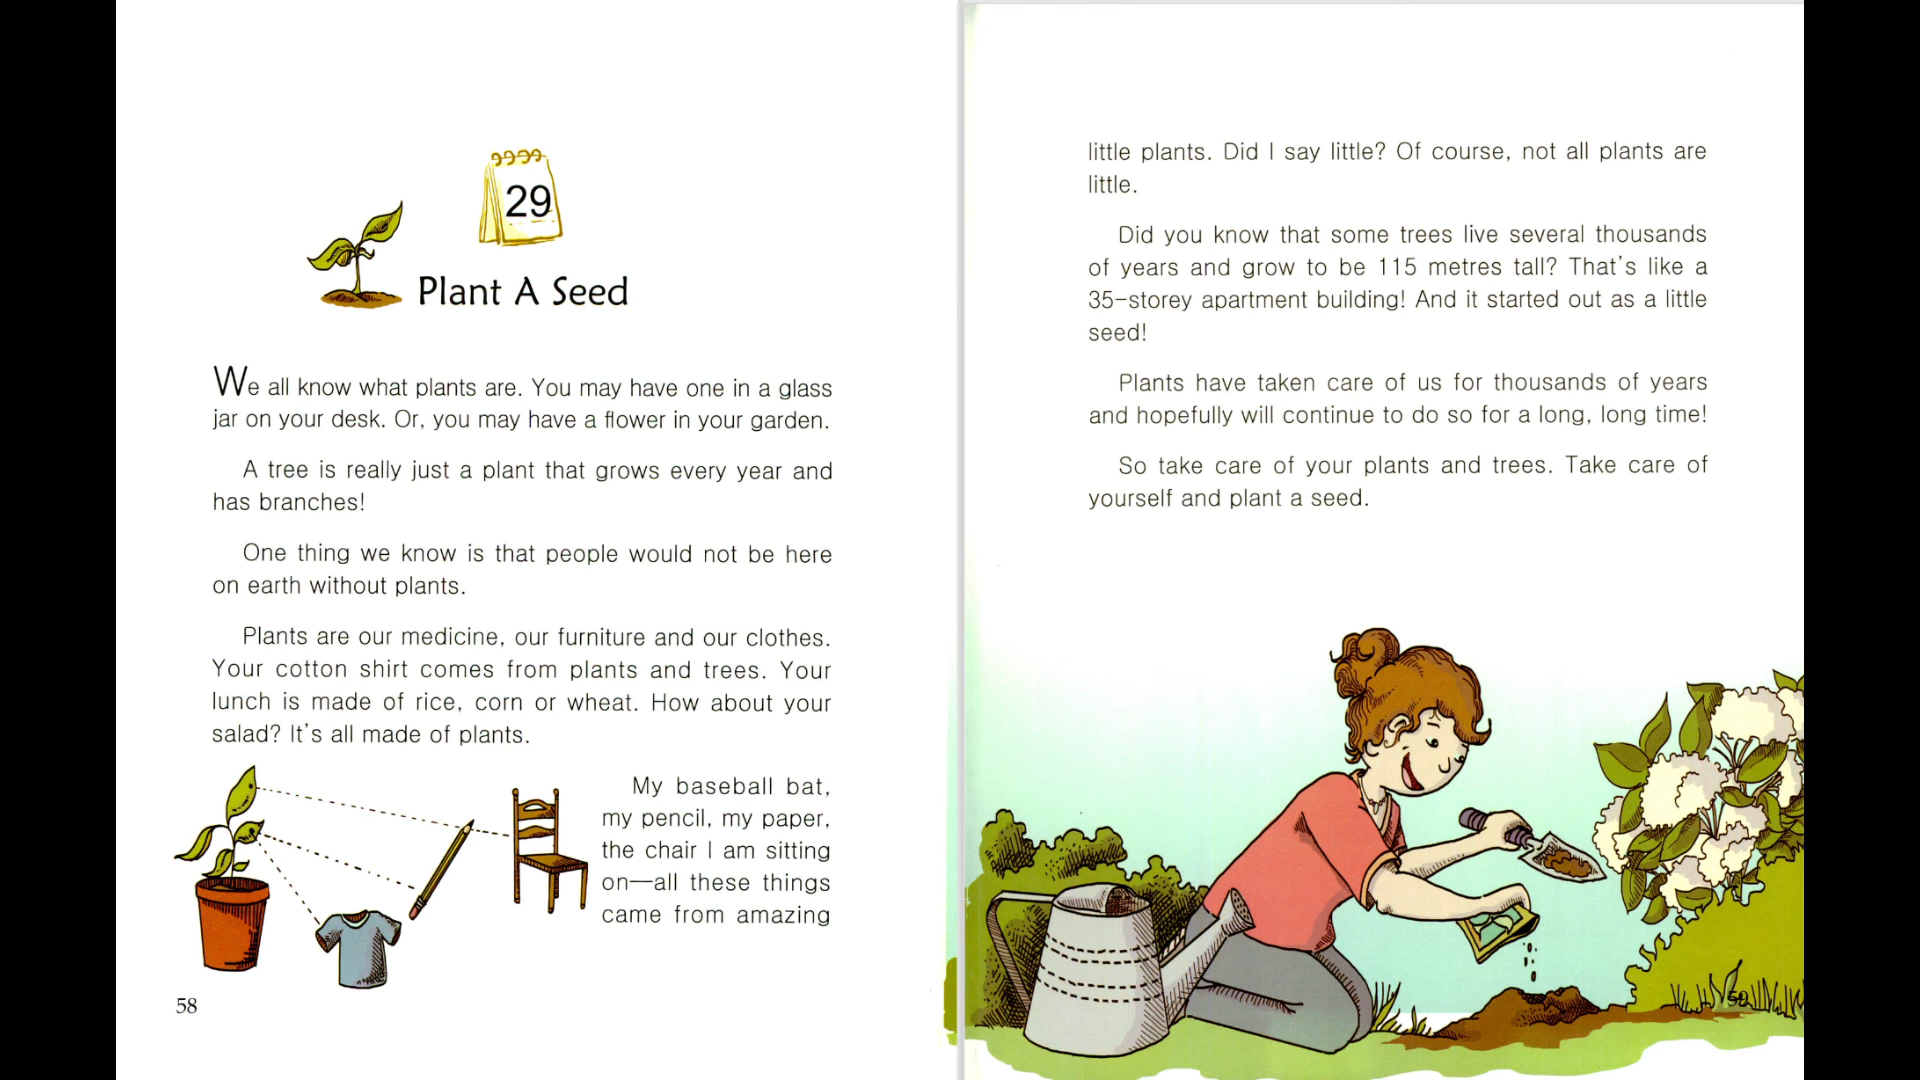 29
Plant A Seed
We all know what plants are. You may have one in a glass
jar on your desk. Or, you may have a flower in your garden.
A tree is really just a plant that grows every year and
has branches!
One thing we know is that people would not be here
on earth without plants.
Plants are our medicine, our furniture and our clothes.
Your cotton shirt comes from plants and trees. Your
lunch is made of rice, corn or wheat. How about your
salad? It's all made of plants.
My baseball bat,
my pencil, my paper,
the chair I am sitting
on—all these things
came from amazing
58
little plants. Did I say little? Of course, not all plants are
little.
Did you know that some trees live several thousands
of years and grow to be 115 metres tall? That's like a
35-storey apartment building! And it started out as a little
seed!
Plants have taken care of us for thousands of years
and hopefully will continue to do so for a long, long time!
So take care of your plants and trees. Take care of
yourself and plant a seed.
59